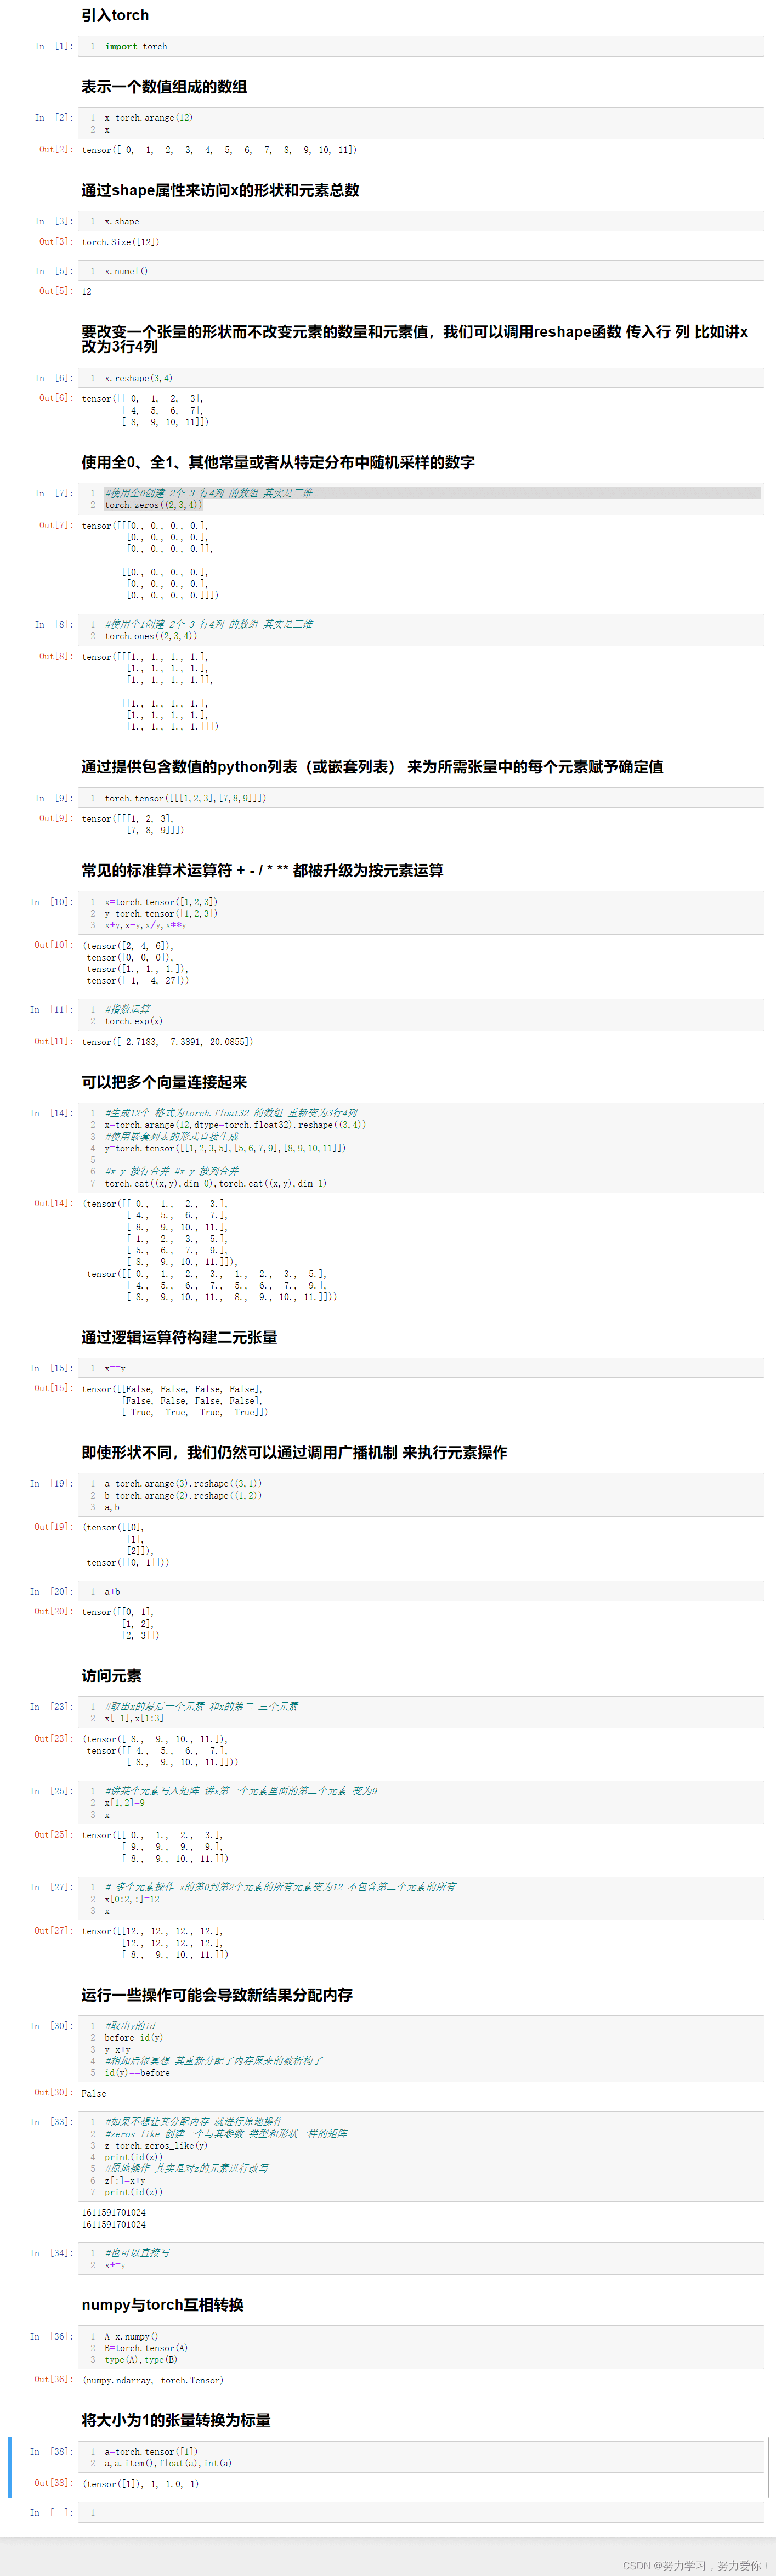 引入torch
In [1]:
1 import torch
表示一个数值组成的数组
In [2]:
1 x=torch.arange(12)
2 x
Out[2]: tensor([ 0,  1,  2,  3,  4,  5,  6,  7,  8,  9, 10, 11])
通过shape属性来访问x的形状和元素总数
In [3]:
1 x.shape
Out[3]: torch.Size([12])
In [5]:
1 x.numel()
Out[5]: 12
要改变一个张量的形状而不改变元素的数量和元素值，我们可以调用reshape函数 传入行 列 比如讲x
改为3行4列
In [6]:
1 x.reshape(3,4)
Out[6]: tensor([[ 0,  1,  2,  3],
[ 4,  5,  6,  7],
[ 8,  9, 10, 11]])
使用全0、全1、其他常量或者从特定分布中随机采样的数字
In [7]:
1 #使用全0创建 2个 3 行4列 的数组 其实是三维
2 torch.zeros((2,3,4))
Out[7]: tensor([[[0., 0., 0., 0.],
[0., 0., 0., 0.],
[0., 0., 0., 0.]],
[[0., 0., 0., 0.],
[0., 0., 0., 0.],
[0., 0., 0., 0.]]])
In [8]:
1 #使用全1创建 2个 3 行4列 的数组 其实是三维
2 torch.ones((2,3,4))
Out[8]: tensor([[[1., 1., 1., 1.],
[1., 1., 1., 1.],
[1., 1., 1., 1.]],
[[1., 1., 1., 1.],
[1., 1., 1., 1.],
[1., 1., 1., 1.]]])
通过提供包含数值的python列表（或嵌套列表） 来为所需张量中的每个元素赋予确定值
In [9]:
1 torch.tensor([[[1,2,3],[7,8,9]]])
Out[9]: tensor([[[1, 2, 3],
[7, 8, 9]]])
常见的标准算术运算符 + - / * ** 都被升级为按元素运算
In [10]:
1 x=torch.tensor([1,2,3])
2 y=torch.tensor([1,2,3])
3 x+y,x-y,x/y,x**y
Out[10]: (tensor([2, 4, 6]),
tensor([0, 0, 0]),
tensor([1., 1., 1.]),
tensor([ 1,  4, 27]))
In [11]:
1 #指数运算
2 torch.exp(x)
Out[11]: tensor([ 2.7183,  7.3891, 20.0855])
可以把多个向量连接起来
In [14]:
1 #生成12个 格式为torch.float32 的数组 重新变为3行4列
2 x=torch.arange(12,dtype=torch.float32).reshape((3,4))
3 #使用嵌套列表的形式直接生成
4 y=torch.tensor([[1,2,3,5],[5,6,7,9],[8,9,10,11]])
5
6 #x y 按行合并 #x y 按列合并
7 torch.cat((x,y),dim=0),torch.cat((x,y),dim=1)
Out[14]: (tensor([[ 0.,  1.,  2.,  3.],
[ 4.,  5.,  6.,  7.],
[ 8.,  9., 10., 11.],
[ 1.,  2.,  3.,  5.],
[ 5.,  6.,  7.,  9.],
[ 8.,  9., 10., 11.]]),
tensor([[ 0.,  1.,  2.,  3.,  1.,  2.,  3.,  5.],
[ 4.,  5.,  6.,  7.,  5.,  6.,  7.,  9.],
[ 8.,  9., 10., 11.,  8.,  9., 10., 11.]]))
通过逻辑运算符构建二元张量
In [15]:
1 x==y
Out[15]: tensor([[False, False, False, False],
[False, False, False, False],
[ True,  True,  True,  True]])
即使形状不同，我们仍然可以通过调用广播机制 来执行元素操作
In [19]:
1 a=torch.arange(3).reshape((3,1))
2 b=torch.arange(2).reshape((1,2))
3 a,b
Out[19]: (tensor([[0],
[1],
[2]]),
tensor([[0, 1]]))
In [20]:
1 a+b
Out[20]: tensor([[0, 1],
[1, 2],
[2, 3]])
访问元素
In [23]:
1 #取出x的最后一个元素 和x的第二 三个元素
2 x[-1],x[1:3]
Out[23]: (tensor([ 8.,  9., 10., 11.]),
tensor([[ 4.,  5.,  6.,  7.],
[ 8.,  9., 10., 11.]]))
In [25]:
1 #讲某个元素写入矩阵 讲x第一个元素里面的第二个元素 变为9
2 x[1,2]=9
3 x
Out[25]: tensor([[ 0.,  1.,  2.,  3.],
[ 9.,  9.,  9.,  9.],
[ 8.,  9., 10., 11.]])
In [27]:
1 # 多个元素操作 x的第0到第2个元素的所有元素变为12 不包含第二个元素的所有
2 x[0:2,:]=12
3 x
Out[27]: tensor([[12., 12., 12., 12.],
[12., 12., 12., 12.],
[ 8.,  9., 10., 11.]])
运行一些操作可能会导致新结果分配内存
In [30]:
1 #取出y的id
2 before=id(y)
3 y=x+y
4 #相加后很冥想 其重新分配了内存原来的被析构了
5 id(y)==before
Out[30]: False
In [33]:
1 #如果不想让其分配内存 就进行原地操作
2 #zeros_like 创建一个与其参数 类型和形状一样的矩阵
3 z=torch.zeros_like(y)
4 print(id(z))
5 #原地操作 其实是对z的元素进行改写
6 z[:]=x+y
7 print(id(z))
1611591701024
1611591701024
In [34]:
1 #也可以直接写
2 x+=y
numpy与torch互相转换
In [36]:
1 A=x.numpy()
2 B=torch.tensor(A)
3 type(A),type(B)
Out[36]: (numpy.ndarray, torch.Tensor)
将大小为1的张量转换为标量
In [38]:
1 a=torch.tensor([1])
2 a,a.item(),float(a),int(a)
Out[38]: (tensor([1]), 1, 1.0, 1)
In [ ]:
1
CSDN @努力学习，努力爱你！